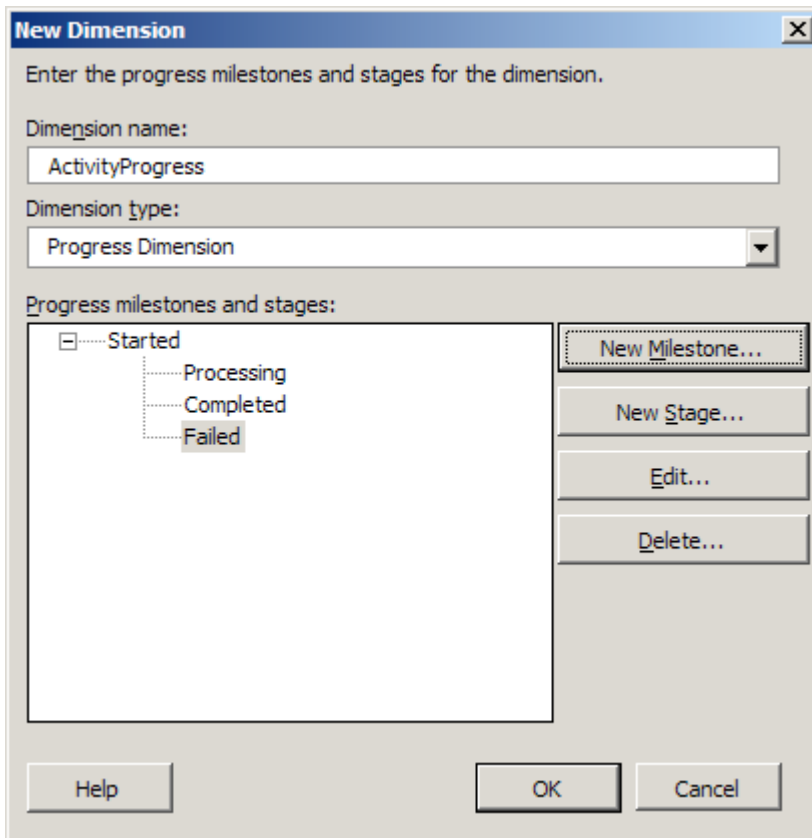 New Dimension
Enter the progress milestones and stages for the dimension.
Dimension name:
ActivityProgress
Dimension type:
Progress Dimension
Progress milestones and stages:
Started
Processing
Completed
Failed
New Milestone...
New Stage...
Edit...
Delete...
Help
OK
Cancel